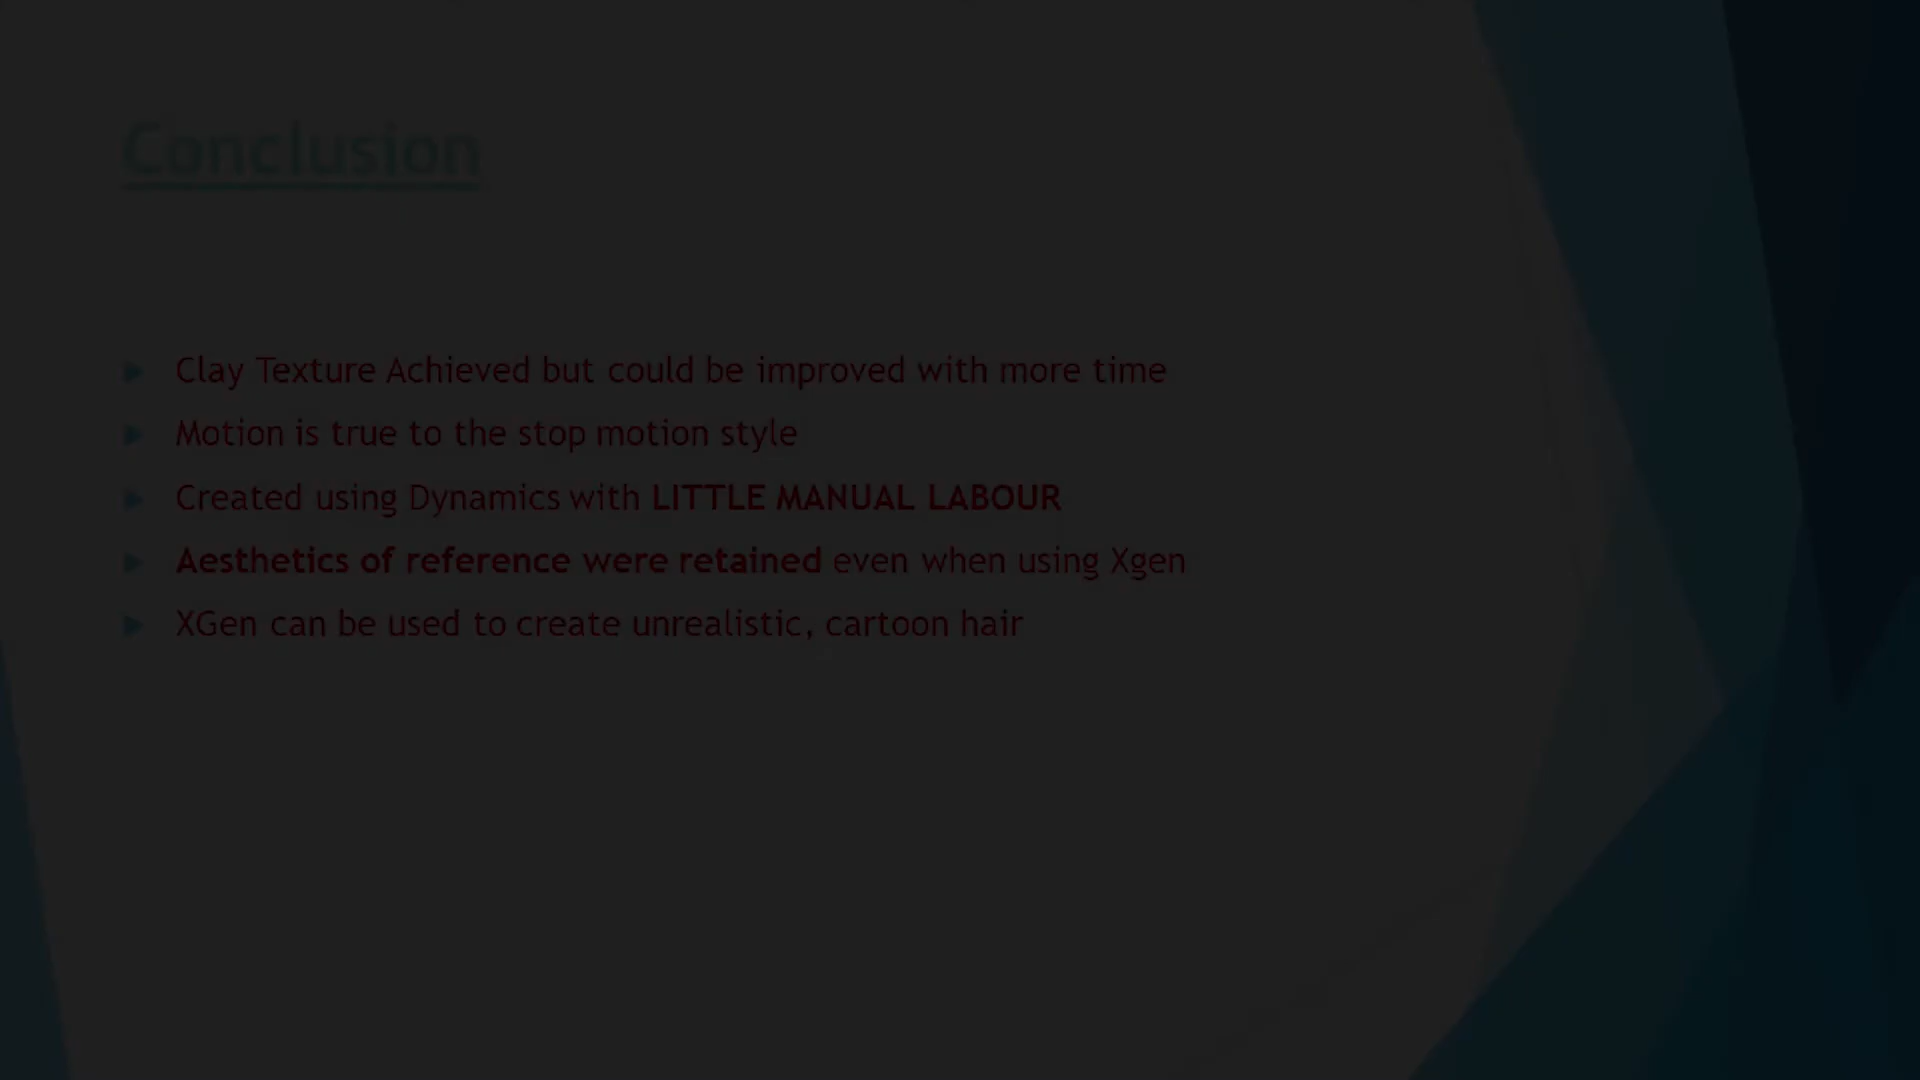 Conclusion
Clay Texture Achieved but could be improved with more time
Motion is true to the stop motion style
Created using Dynamics with LITTLE MANUAL LABOUR
Aesthetics of reference were retained even when using Xgen
XGen can be used to create unrealistic, cartoon hair